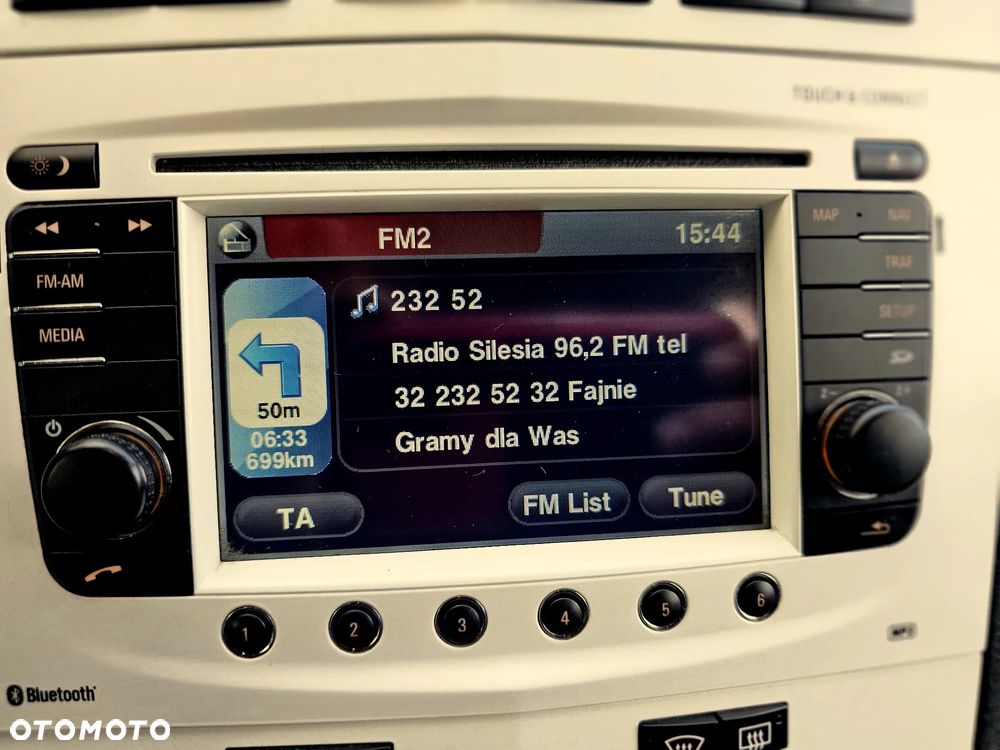 TOUCH & CONNECT
FM-AM
MEDIA
MAP
NAV
TRAF
SETUP
FM2
15:44
232 52
Radio Silesia 96,2 FM tel
32 232 52 32 Fajnie
Gramy dla Was
50m
06:33
699km
TA
FM List
Tune
1
2
3
4
5
6
MP3
Bluetooth
OTOMOTO